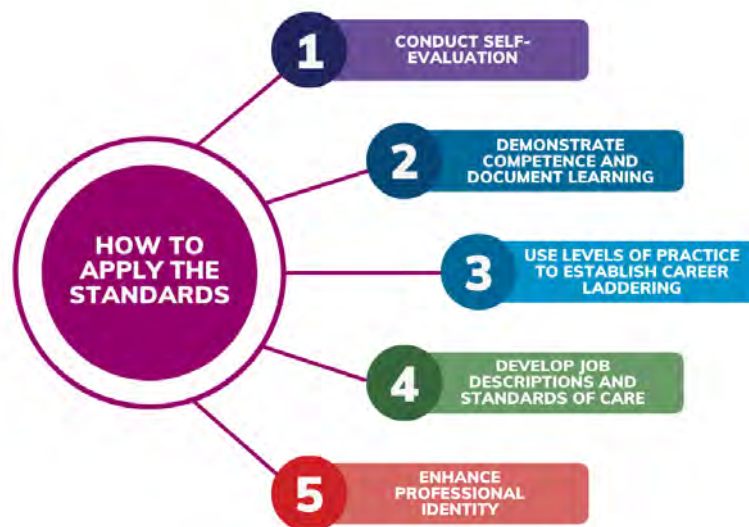 HOW TO
APPLY THE
STANDARDS
1
CONDUCT SELF-
EVALUATION
2
DEMONSTRATE
COMPETENCE AND
DOCUMENT LEARNING
3
USE LEVELS OF PRACTICE
TO ESTABLISH CAREER
LADDERING
4
DEVELOP JOB
DESCRIPTIONS AND
STANDARDS OF CARE
5
ENHANCE
PROFESSIONAL
IDENTITY